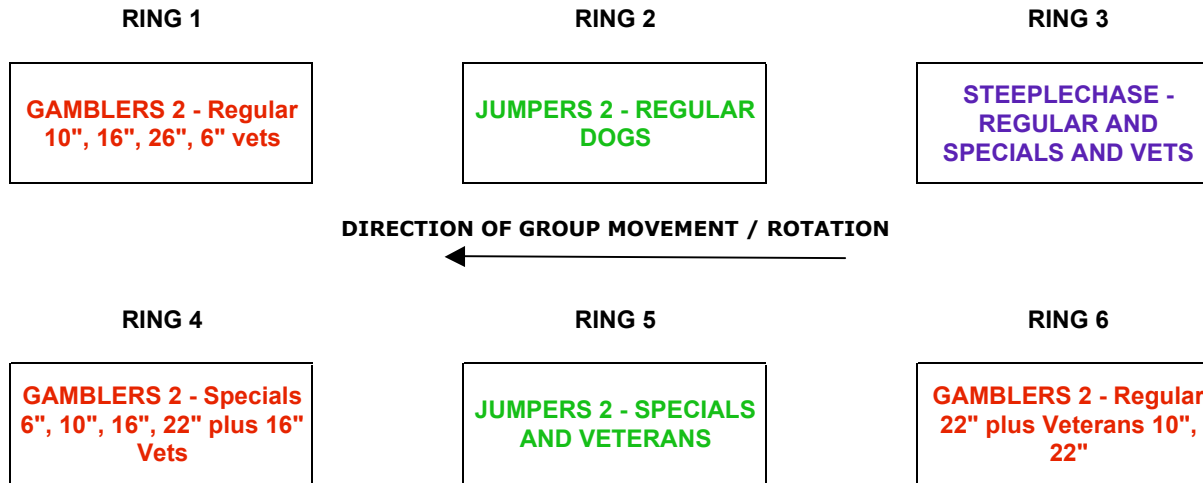 RING 1
RING 2
RING 3
GAMBLERS 2 - Regular
10", 16", 26", 6" vets
JUMPERS 2 - REGULAR
DOGS
STEEPLECHASE -
REGULAR AND
SPECIALS AND VETS
DIRECTION OF GROUP MOVEMENT / ROTATION
RING 4
RING 5
RING 6
GAMBLERS 2 - Specials
6", 10", 16", 22" plus 16"
Vets
JUMPERS 2 - SPECIALS
AND VETERANS
GAMBLERS 2 - Regular
22" plus Veterans 10",
22"